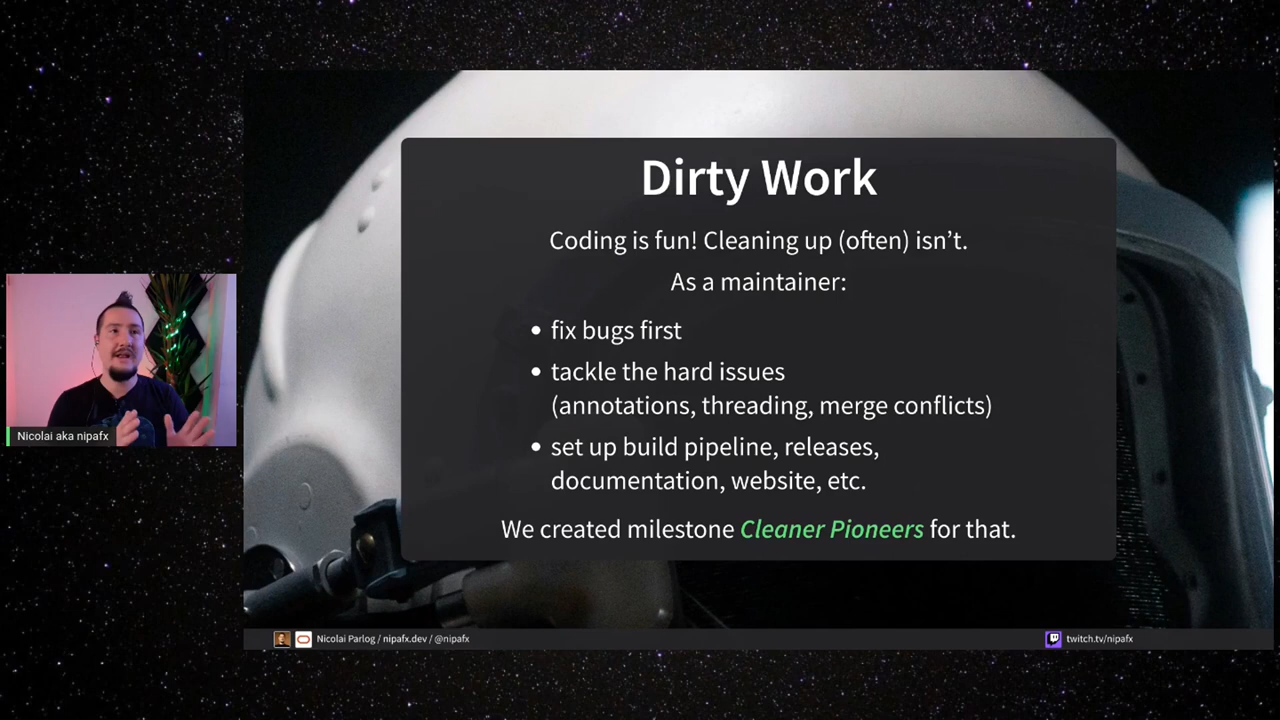 Dirty Work
Coding is fun! Cleaning up (often) isn’t.
As a maintainer:
• fix bugs first
• tackle the hard issues
(annotations, threading, merge conflicts)
• set up build pipeline, releases,
documentation, website, etc.
We created milestone Cleaner Pioneers for that.
Nicolai aka nipafx
Nicolai Parlog / nipafx.dev / @nipafx
twitch.tv/nipafx